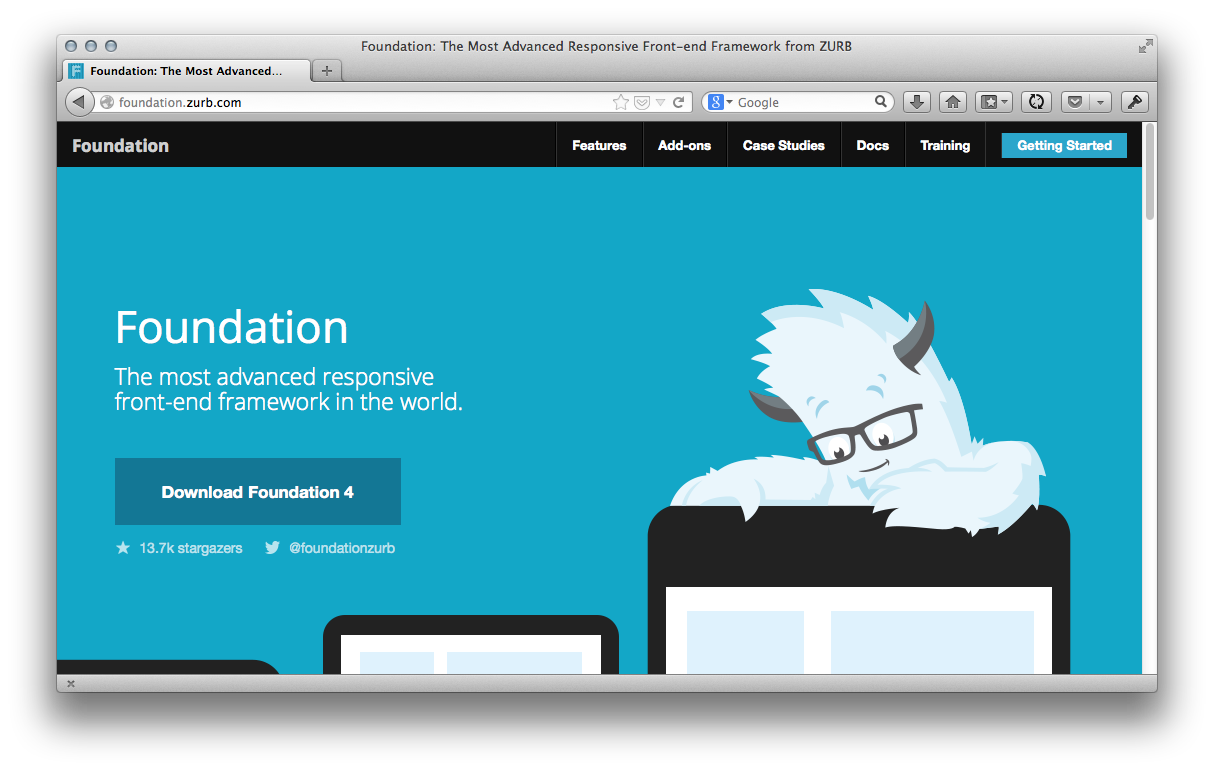 Foundation: The Most Advanced Responsive Front-end Framework from ZURB
Foundation: The Most Advanced...
foundation.zurb.com
Google
Foundation
Features
Add-ons
Case Studies
Docs
Training
Getting Started
Foundation
The most advanced responsive
front-end framework in the world.
Download Foundation 4
13.7k stargazers
@foundationzurb